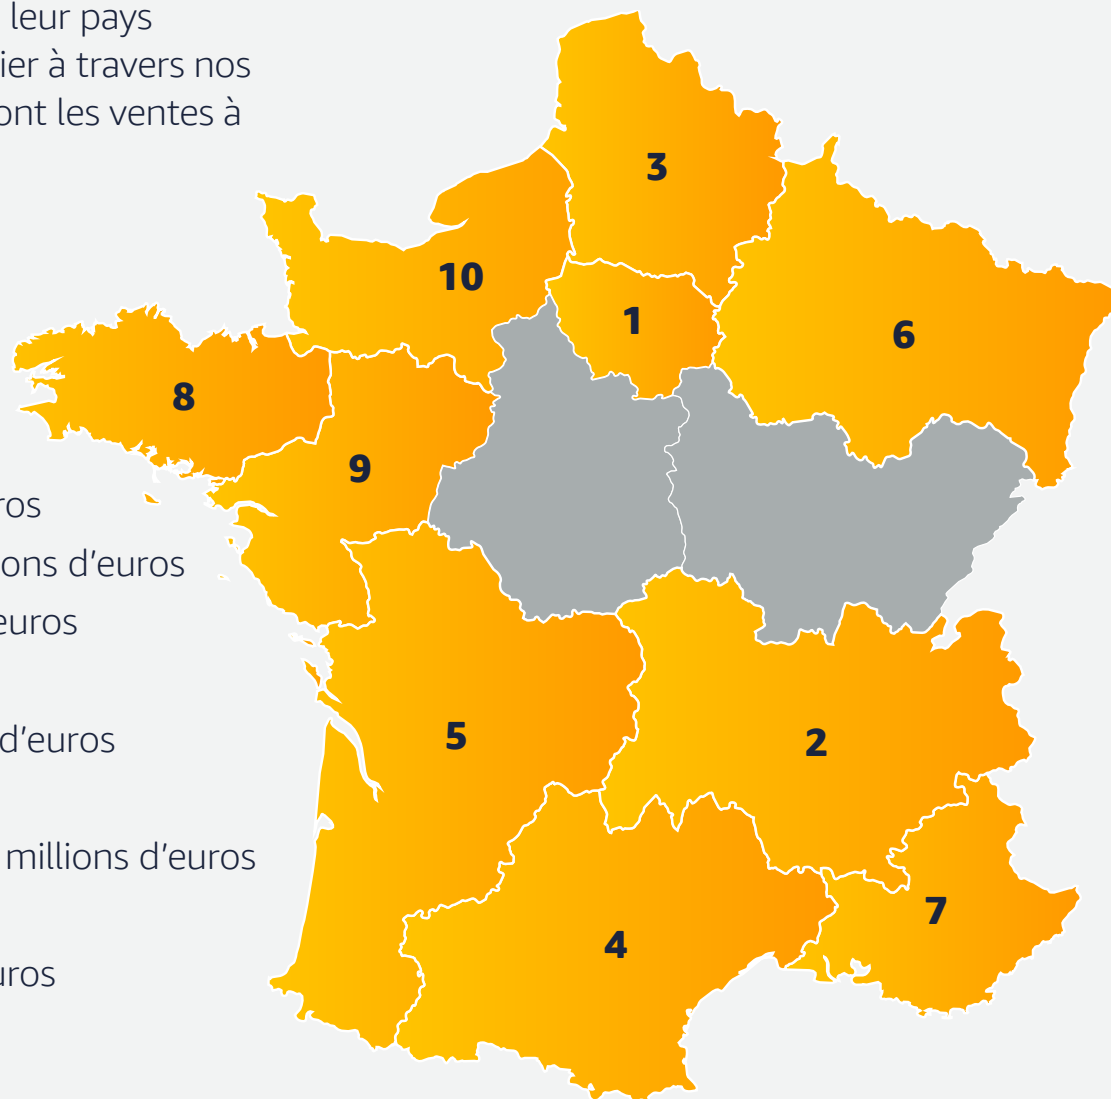 leur pays
ier à travers nos
ont les ventes à
3
10
1
6
8
9
ros
ons d'euros
euros
5
2
d'euros
millions d'euros
7
4
uros